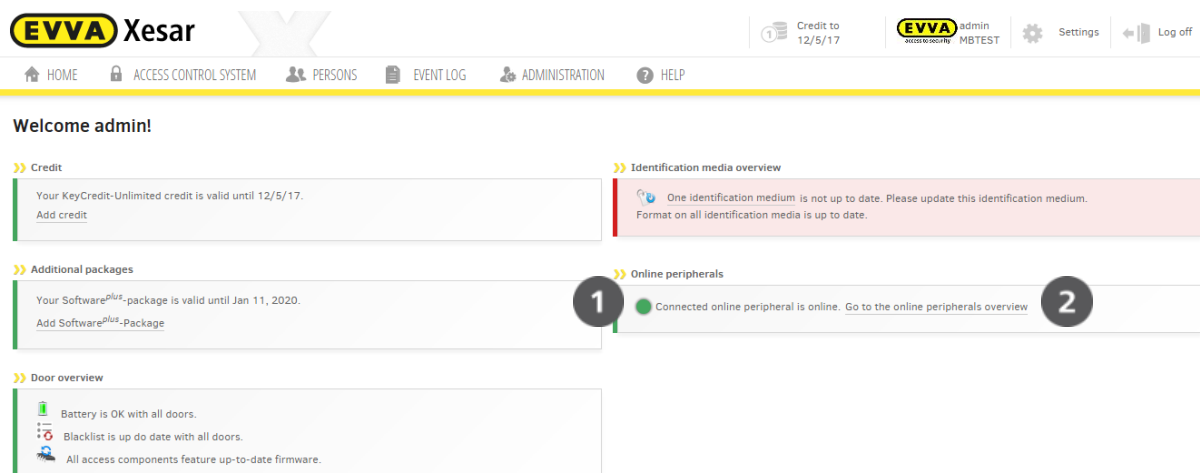 EVVA Xesar
Credit to
12/5/17
EVVA
access to security
admin
MBTEST
Settings
Log off
HOME
ACCESS CONTROL SYSTEM
PERSONS
EVENT LOG
ADMINISTRATION
HELP
Welcome admin!
Credit
Your KeyCredit-Unlimited credit is valid until 12/5/17.
Add credit
Additional packages
Your Softwareplus-package is valid until Jan 11, 2020.
Add Softwareplus-Package
Door overview
Battery is OK with all doors.
Blacklist is up do date with all doors.
All access components feature up-to-date firmware.
Identification media overview
One identification medium is not up to date. Please update this identification medium.
Format on all identification media is up to date.
Online peripherals
1 Connected online peripheral is online. Go to the online peripherals overview 2